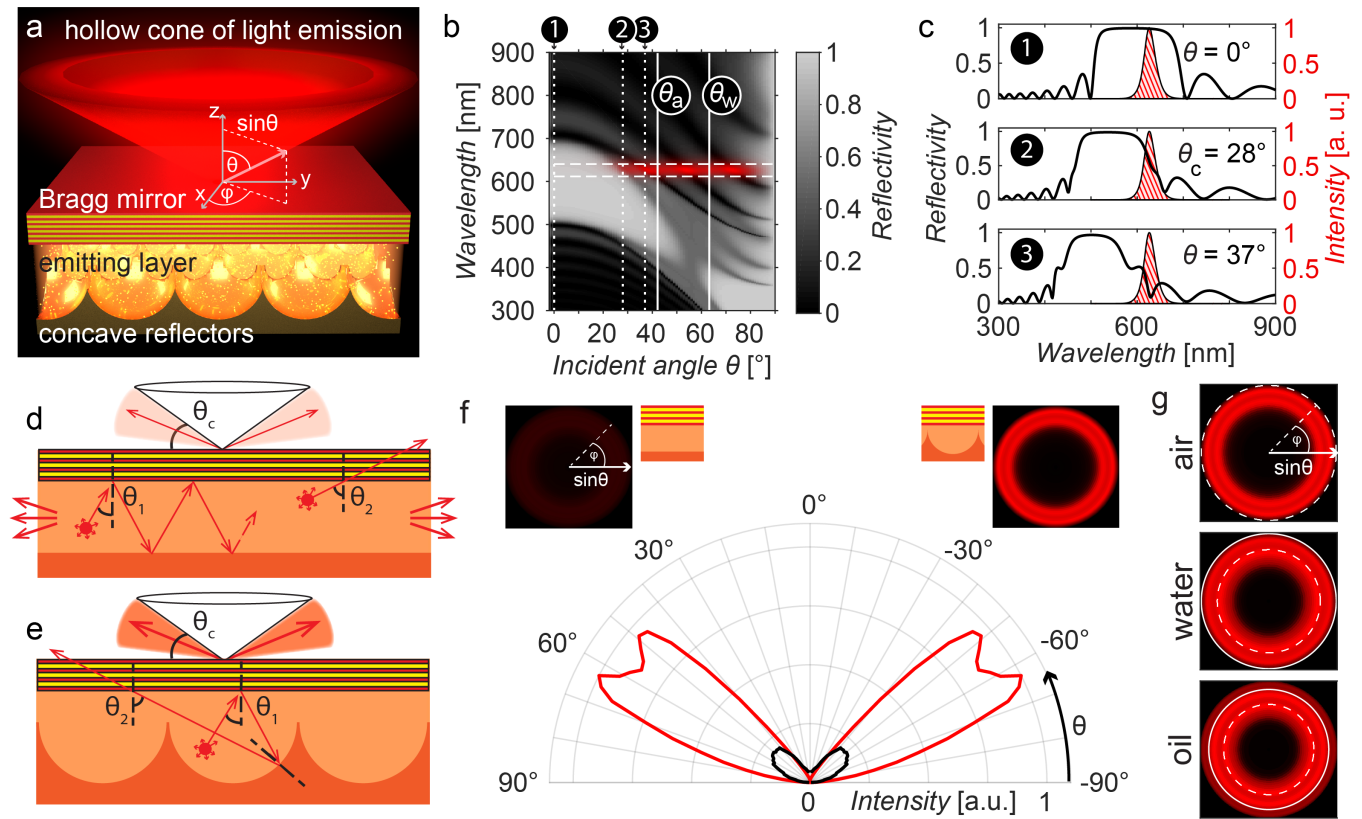 a
hollow cone of light emission
z
sinθ
θ
y
x
φ
Bragg mirror
emitting layer
concave reflectors
b
1
2
3
900
800
700
600
500
400
300
Wavelength [nm]
θa
θw
0
20
40
60
80
Incident angle θ [°]
1
0.8
0.6
0.4
0.2
0
Reflectivity
c
1
θ = 0°
1
0.5
0
1
0.5
0
2
θc = 28°
1
0.5
0
1
0.5
0
3
θ = 37°
1
0.5
0
1
0.5
0
300
600
900
Wavelength [nm]
Reflectivity
Intensity [a. u.]
d
θc
θ1
θ2
e
θc
θ2
θ1
f
φ
sinθ
0°
30°
-30°
60°
-60°
90°
-90°
θ
0
Intensity [a.u.]
1
g
air
φ
sinθ
water
oil